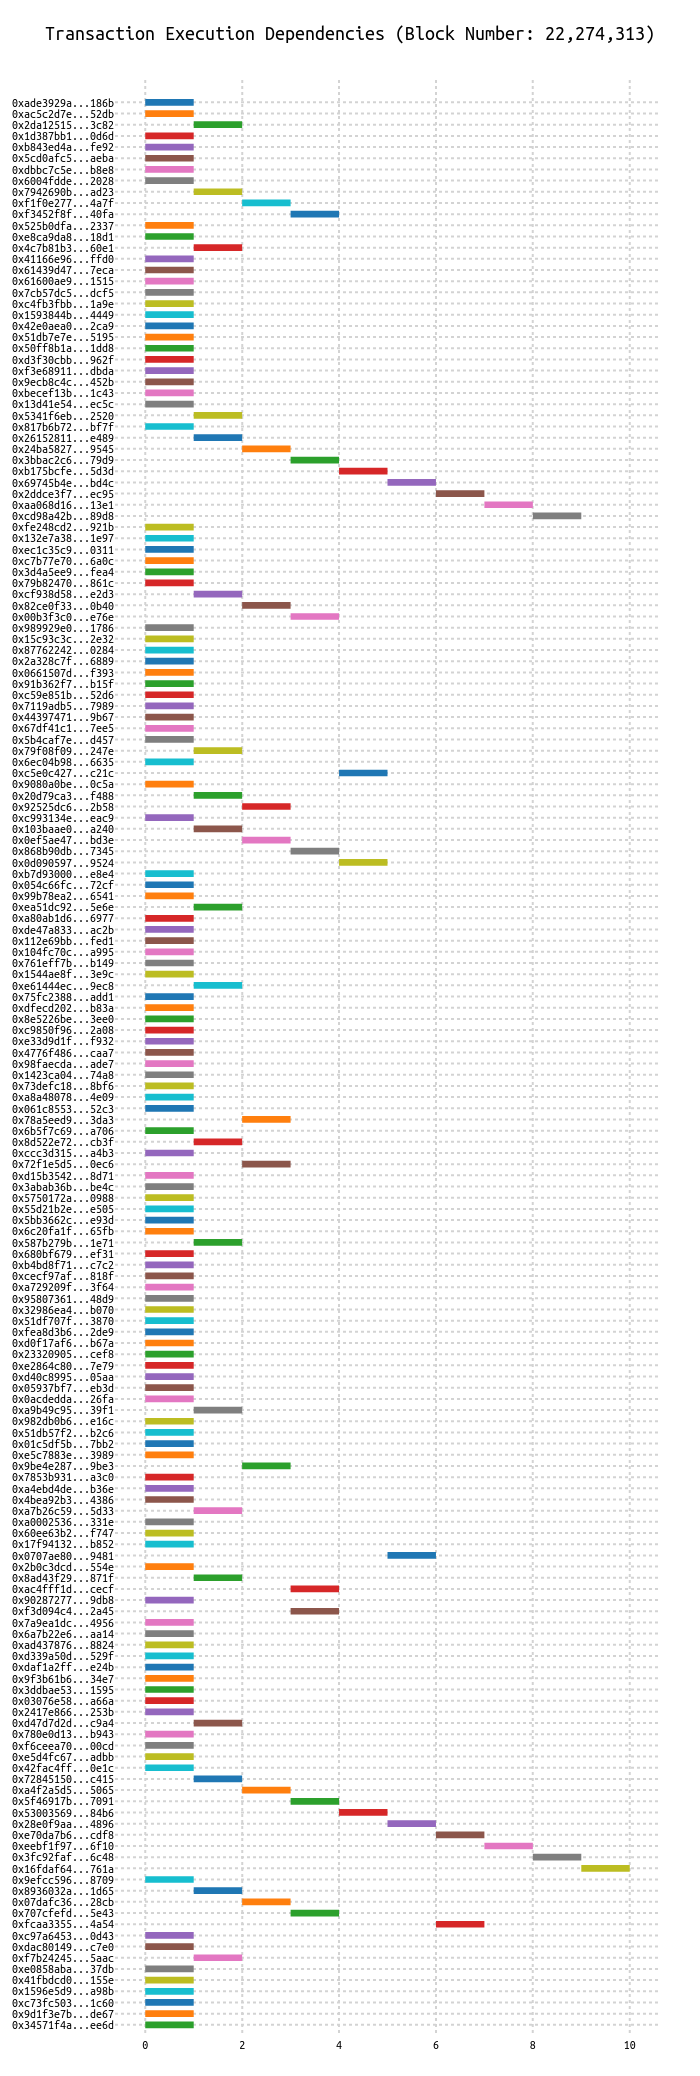 Transaction Execution Dependencies (Block Number: 22,274,313)
0xade3929a...186b
0xac5c2d7e...52db
0x2da12515...3c82
0x1d387bb1...0d6d
0xb843ed4a...fe92
0x5cd0afc5...aeba
0xdbbc7c5e...b8e8
0x6004fdde...2028
0x7942690b...ad23
0xf1f0e277...4a7f
0xf3452f8f...40fa
0x525b0dfa...2337
0xe8ca9da8...18d1
0x4c7b81b3...60e1
0x41166e96...ffd0
0x61439d47...7eca
0x61600ae9...1515
0x7cb57dc5...dcf5
0xc4fb3fbb...1a9e
0x1593844b...4449
0x42e0aea0...2ca9
0x51db7e7e...5195
0x50ff8b1a...1dd8
0xd3f30cbb...962f
0xf3e68911...dbda
0x9ecb8c4c...452b
0xbecef13b...1c43
0x13d41e54...ec5c
0x5341f6eb...2520
0x817b6b72...bf7f
0x26152811...e489
0x24ba5827...9545
0x3bbac2c6...79d9
0xb175bcfe...5d3d
0x69745b4e...bd4c
0x2ddce3f7...ec95
0xaa068d16...13e1
0xcd98a42b...89d8
0xfe248cd2...921b
0x132e7a38...1e97
0xec1c35c9...0311
0xc7b77e70...6a0c
0x3d4a5ee9...fea4
0x79b82470...861c
0xcf938d58...e2d3
0x82ce0f33...0b40
0x00b3f3c0...e76e
0x989929e0...1786
0x15c93c3c...2e32
0x87762242...0284
0x2a328c7f...6889
0x0661507d...f393
0x91b362f7...b15f
0xc59e851b...52d6
0x7119adb5...7989
0x44397471...9b67
0x67df41c1...7ee5
0x5b4caf7e...d457
0x79f08f09...247e
0x6ec04b98...6635
0xc5e0c427...c21c
0x9080a0be...0c5a
0x20d79ca3...f488
0x92525dc6...2b58
0xc993134e...eac9
0x103baae0...a240
0x0ef5ae47...bd3e
0x868b90db...7345
0x0d090597...9524
0xb7d93000...e8e4
0x054c66fc...72cf
0x99b78ea2...6541
0xea51dc92...5e6e
0xa80ab1d6...6977
0xde47a833...ac2b
0x112e69bb...fed1
0x104fc70c...a995
0x761eff7b...b149
0x1544ae8f...3e9c
0xe61444ec...9ec8
0x75fc2388...add1
0xdfecd202...b83a
0x8e5226be...3ee0
0xc9850f96...2a08
0xe33d9d1f...f932
0x4776f486...caa7
0x98faecda...ade7
0x1423ca04...74a8
0x73defc18...8bf6
0xa8a48078...4e09
0x061c8553...52c3
0x78a5eed9...3da3
0x6b5f7c69...a706
0x8d522e72...cb3f
0xccc3d315...a4b3
0x72f1e5d5...0ec6
0xd15b3542...8d71
0x3abab36b...be4c
0x5750172a...0988
0x55d21b2e...e505
0x5bb3662c...e93d
0x6c20fa1f...65fb
0x587b279b...1e71
0x680bf679...ef31
0xb4bd8f71...c7c2
0xcecf97af...818f
0xa729209f...3f64
0x95807361...48d9
0x32986ea4...b070
0x51df707f...3870
0xfea8d3b6...2de9
0xd0f17af6...b67a
0x23320905...cef8
0xe2864c80...7e79
0xd40c8995...05aa
0x05937bf7...eb3d
0x0acdedda...26fa
0xa9b49c95...39f1
0x982db0b6...e16c
0x51db57f2...b2c6
0x01c5df5b...7bb2
0xe5c7883e...3989
0x9be4e287...9be3
0x7853b931...a3c0
0xa4ebd4de...b36e
0x4bea92b3...4386
0xa7b26c59...5d33
0xa0002536...331e
0x60ee63b2...f747
0x17f94132...b852
0x0707ae80...9481
0x2b0c3dcd...554e
0x8ad43f29...871f
0xac4fff1d...cecf
0x90287277...9db8
0xf3d094c4...2a45
0x7a9ea1dc...4956
0x6a7b22e6...aa14
0xad437876...8824
0xd339a50d...529f
0xdaf1a2ff...e24b
0x9f3b61b6...34e7
0x3ddbae53...1595
0x03076e58...a66a
0x2417e866...253b
0xd47d7d2d...c9a4
0x780e0d13...b943
0xf6ceea70...00cd
0xe5d4fc67...adbb
0x42fac4ff...0e1c
0x72845150...c415
0xa4f2a5d5...5065
0x5f46917b...7091
0x53003569...84b6
0x28e0f9aa...4896
0xe70da7b6...cdf8
0xeebf1f97...6f10
0x3fc92faf...6c48
0x16fdaf64...761a
0x9efcc596...8709
0x8936032a...1d65
0x07dafc36...28cb
0x707cfefd...5e43
0xfcaa3355...4a54
0xc97a6453...0d43
0xdac80149...c7e0
0xf7b24245...5aac
0xe0858aba...37db
0x41fbdcd0...155e
0x1596e5d9...a98b
0xc73fc503...1c60
0x9d1f3e7b...de67
0x34571f4a...ee6d
0 2 4 6 8 10